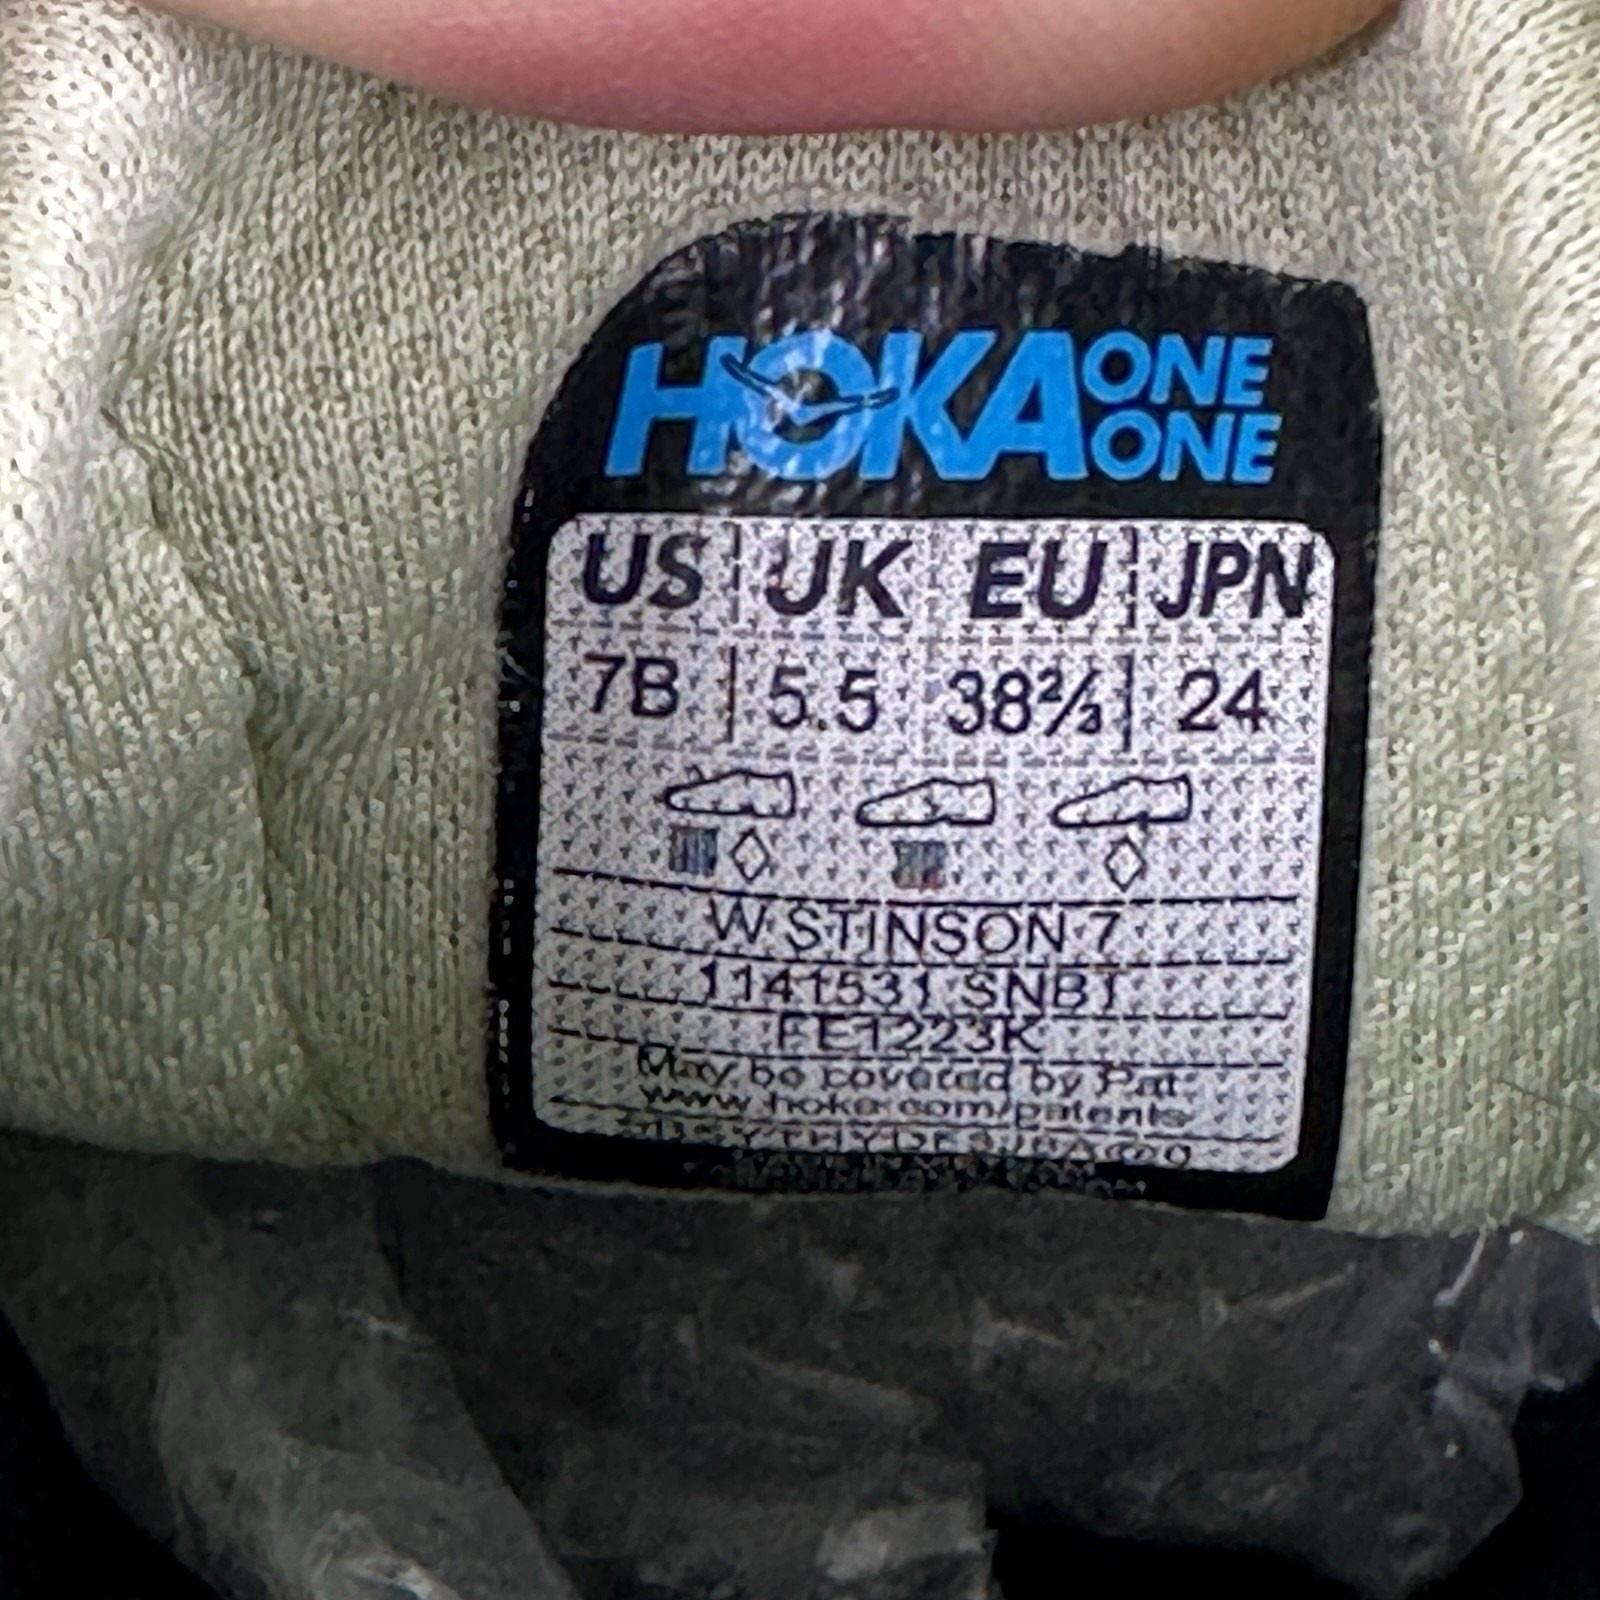 HOKA ONE ONE
US UK EU JPN
7B 5.5 38⅔ 24
W STINSON 7
1141531 SNBT
FE1223K
May be covered by Pat:
www.hoka.com/patents